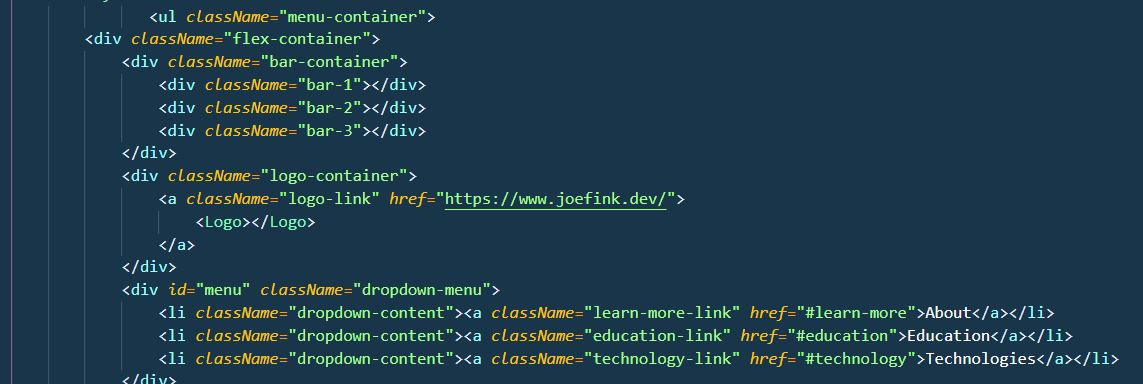 <ul className="menu-container">
<div className="flex-container">
<div className="bar-container">
<div className="bar-1"></div>
<div className="bar-2"></div>
<div className="bar-3"></div>
</div>
<div className="logo-container">
<a className="logo-link" href="https://www.joefink.dev/">
<Logo></Logo>
</a>
</div>
<div id="menu" className="dropdown-menu">
<li className="dropdown-content"><a className="learn-more-link" href="#learn-more">About</a></li>
<li className="dropdown-content"><a className="education-link" href="#education">Education</a></li>
<li className="dropdown-content"><a className="technology-link" href="#technology">Technologies</a></li>
</div>